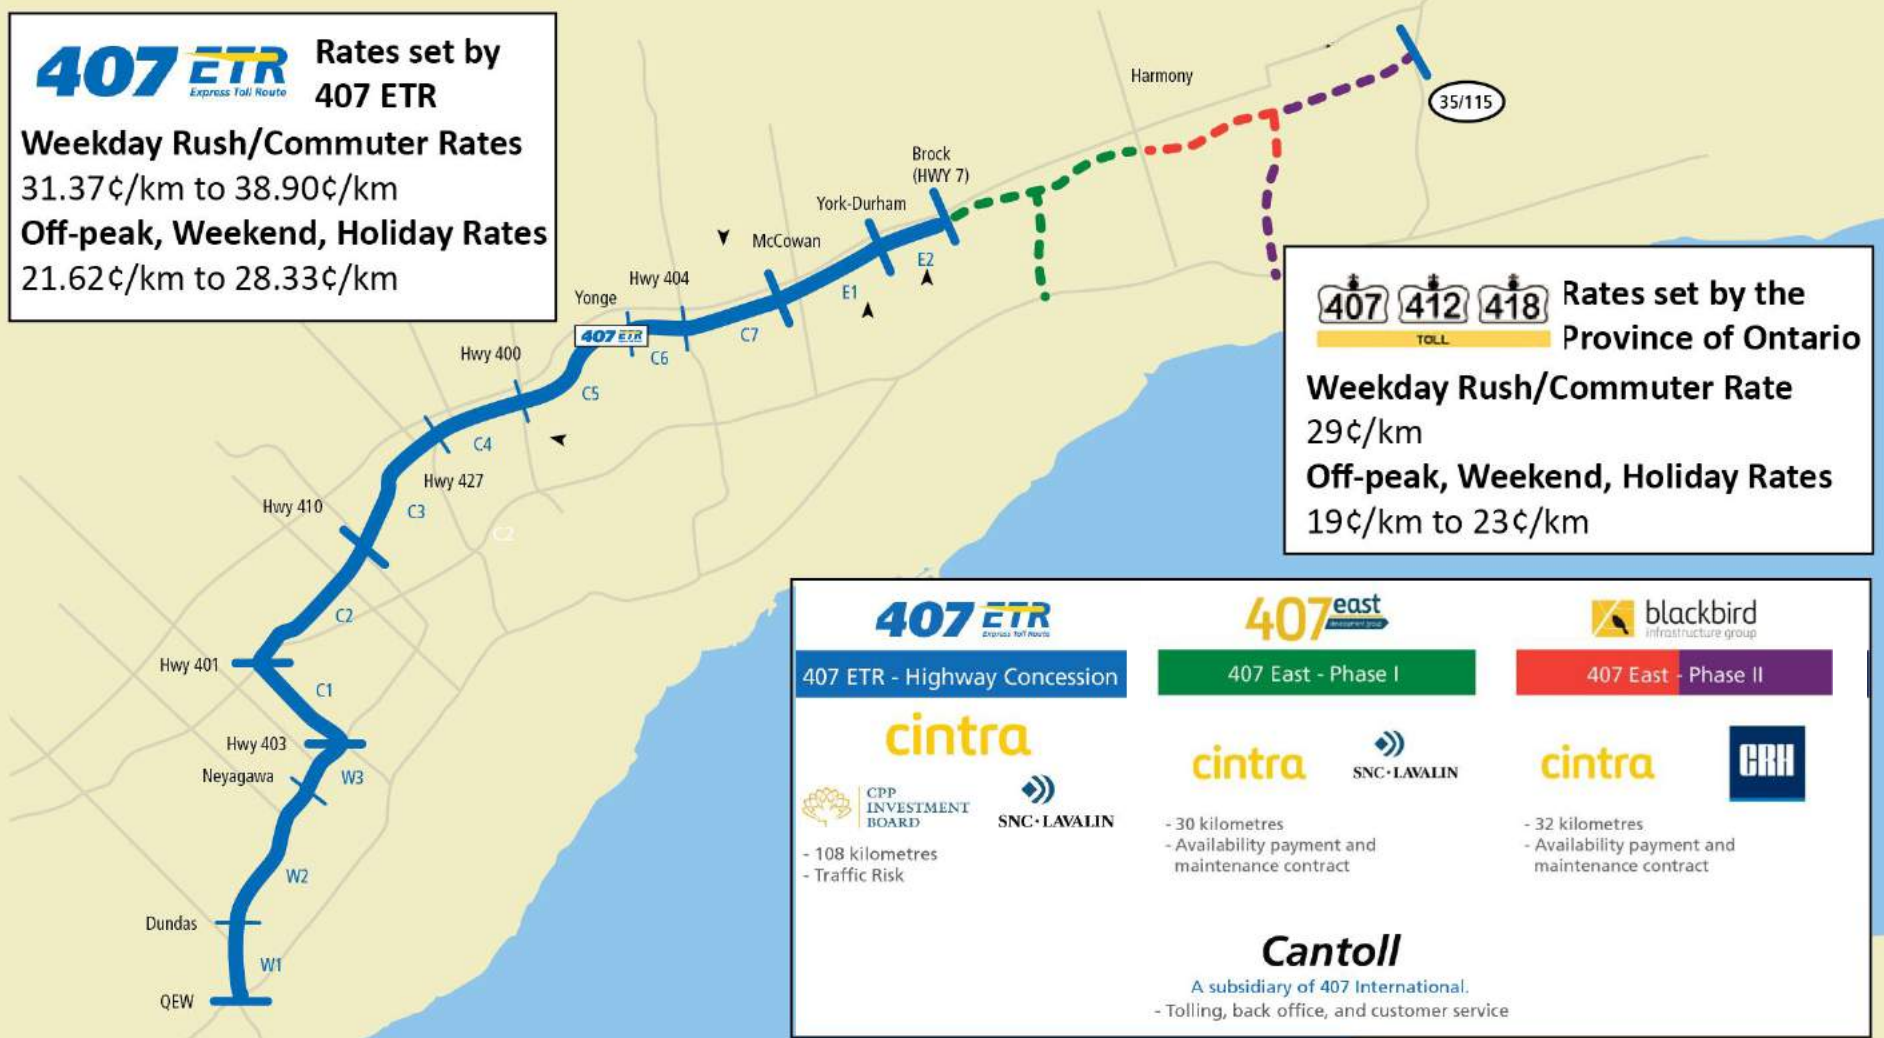 407 ETR
Express Toll Route
Rates set by
407 ETR
Weekday Rush/Commuter Rates
31.37¢/km to 38.90¢/km
Off-peak, Weekend, Holiday Rates
21.62¢/km to 28.33¢/km
Harmony
35/115
Brock
(HWY 7)
York-Durham
McCowan
E2
Hwy 404
E1
Yonge
407 ETR
C7
C6
Hwy 400
C5
C4
Hwy 427
Hwy 410
C3
C2
C2
Hwy 401
C1
Hwy 403
Neyagawa
W3
W2
Dundas
W1
QEW
407 412 418
TOLL
Rates set by the
Province of Ontario
Weekday Rush/Commuter Rate
29¢/km
Off-peak, Weekend, Holiday Rates
19¢/km to 23¢/km
407 ETR
Express Toll Route
407 ETR - Highway Concession
cintra
CPP
INVESTMENT
BOARD
SNC·LAVALIN
- 108 kilometres
- Traffic Risk
407east
development group
407 East - Phase I
cintra
SNC·LAVALIN
- 30 kilometres
- Availability payment and
maintenance contract
blackbird
infrastructure group
407 East - Phase II
cintra
CRH
- 32 kilometres
- Availability payment and
maintenance contract
Cantoll
A subsidiary of 407 International.
- Tolling, back office, and customer service